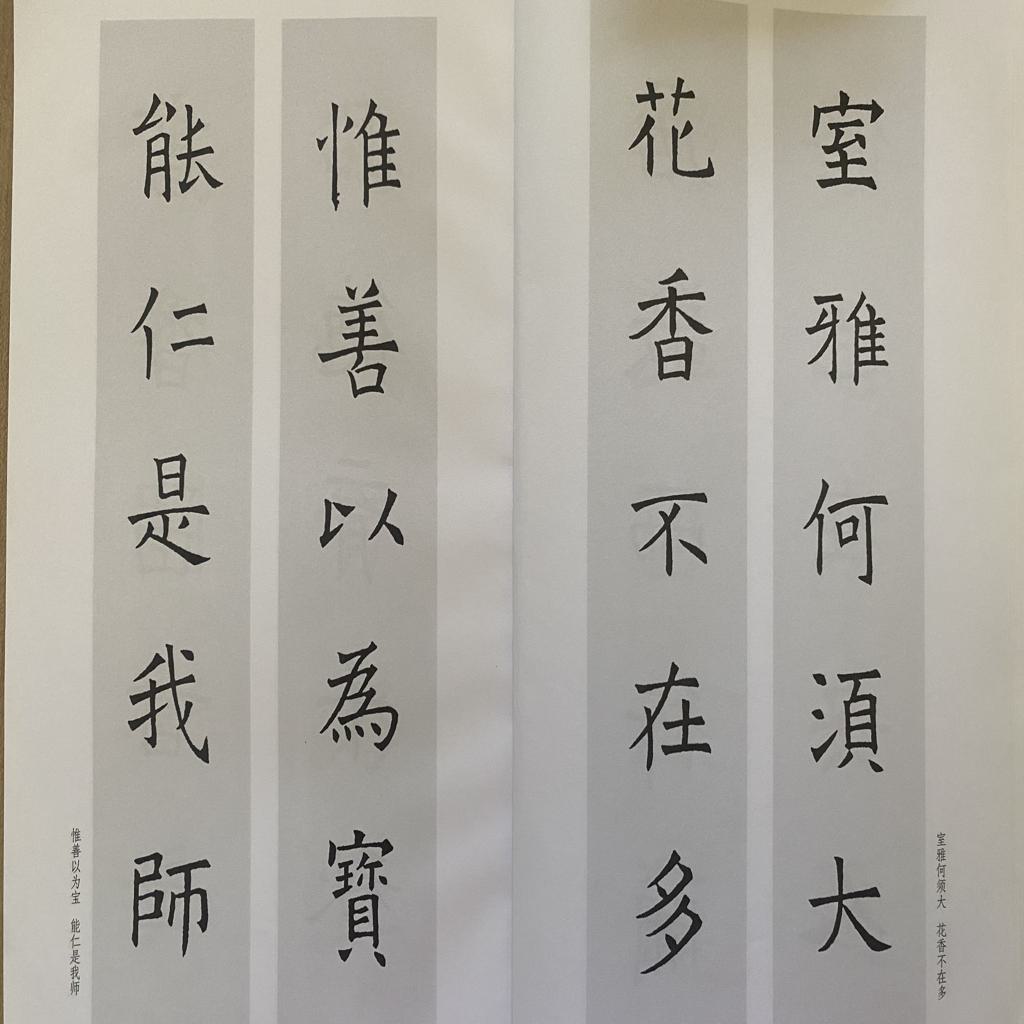 室雅何湏大
花香不在多
室雅何须大 花香不在多
惟善以為寶
能仁是我師
惟善以为宝 能仁是我师